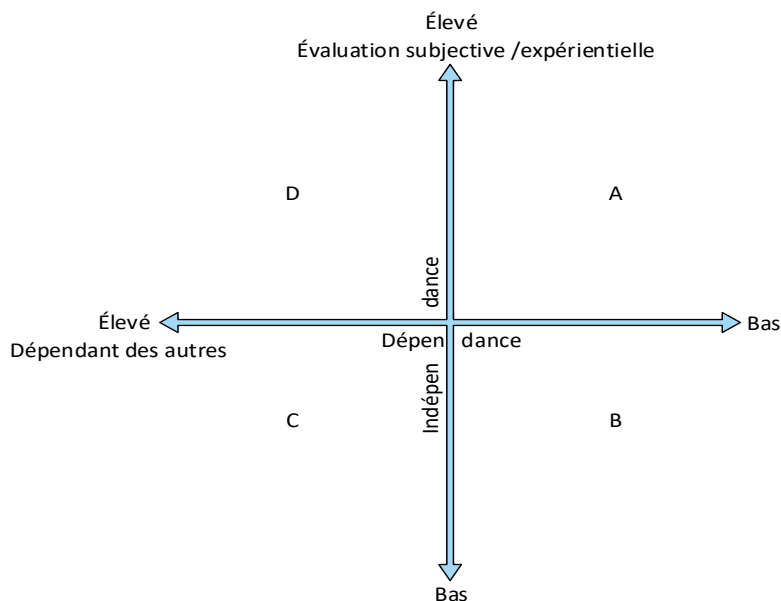 Élevé
Évaluation subjective /expérientielle
D
A
Indépen dance
Élevé
Bas
Dépendant des autres
Dépen dance
C
B
Bas